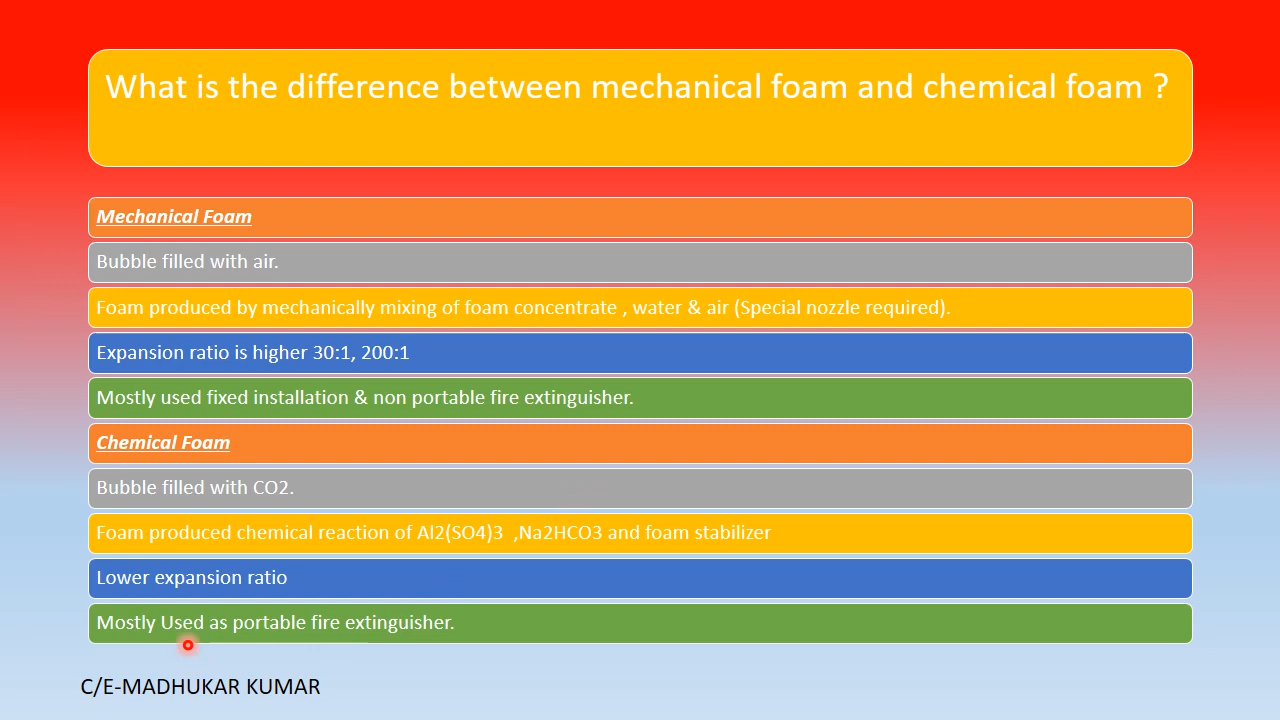 What is the difference between mechanical foam and chemical foam ?
Mechanical Foam
Bubble filled with air.
Foam produced by mechanically mixing of foam concentrate , water & air (Special nozzle required).
Expansion ratio is higher 30:1, 200:1
Mostly used fixed installation & non portable fire extinguisher.
Chemical Foam
Bubble filled with CO2.
Foam produced chemical reaction of Al2(SO4)3  ,Na2HCO3 and foam stabilizer
Lower expansion ratio
Mostly Used as portable fire extinguisher.
C/E-MADHUKAR KUMAR